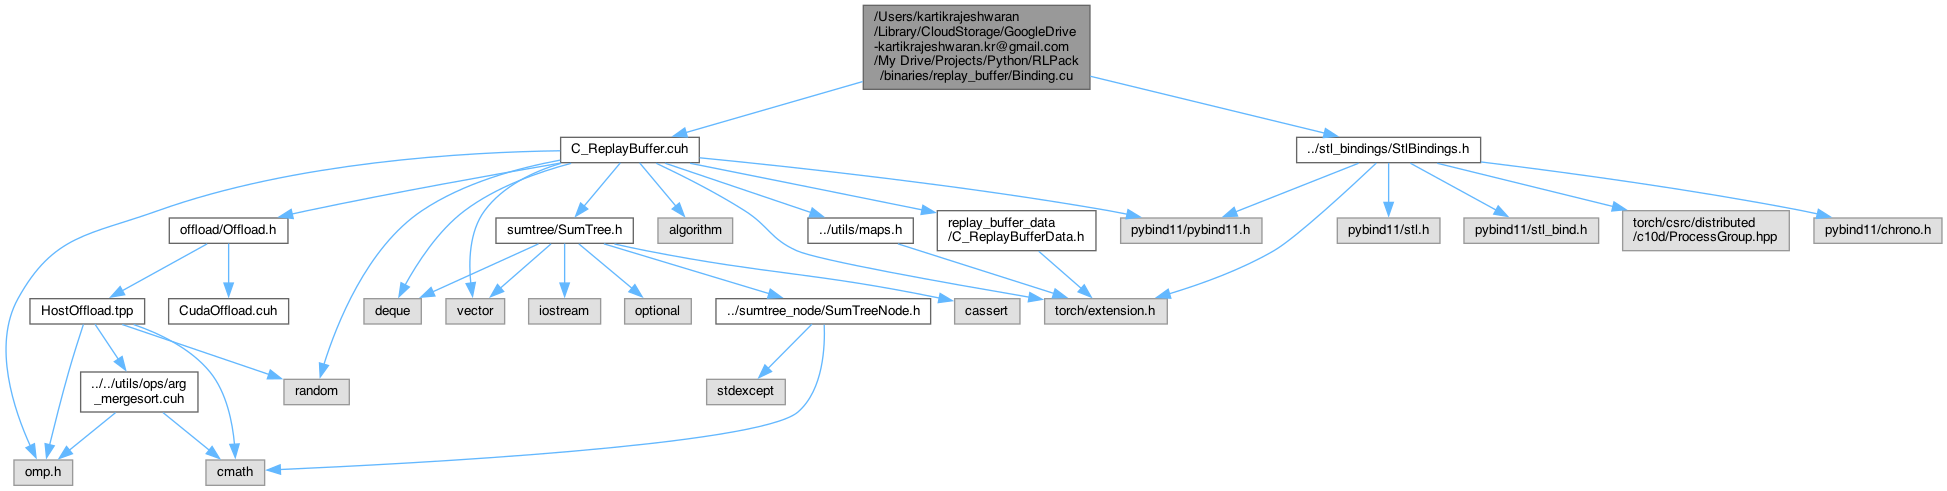 /Users/kartikrajeshwaran
/Library/CloudStorage/GoogleDrive
-kartikrajeshwaran.kr@gmail.com
/My Drive/Projects/Python/RLPack
/binaries/replay_buffer/Binding.cu
C_ReplayBuffer.cuh
../stl_bindings/StlBindings.h
offload/Offload.h
sumtree/SumTree.h
algorithm
../utils/maps.h
replay_buffer_data
/C_ReplayBufferData.h
pybind11/pybind11.h
pybind11/stl.h
pybind11/stl_bind.h
torch/csrc/distributed
/c10d/ProcessGroup.hpp
pybind11/chrono.h
HostOffload.tpp
CudaOffload.cuh
deque
vector
iostream
optional
../sumtree_node/SumTreeNode.h
cassert
torch/extension.h
../../utils/ops/arg
_mergesort.cuh
random
stdexcept
omp.h
cmath